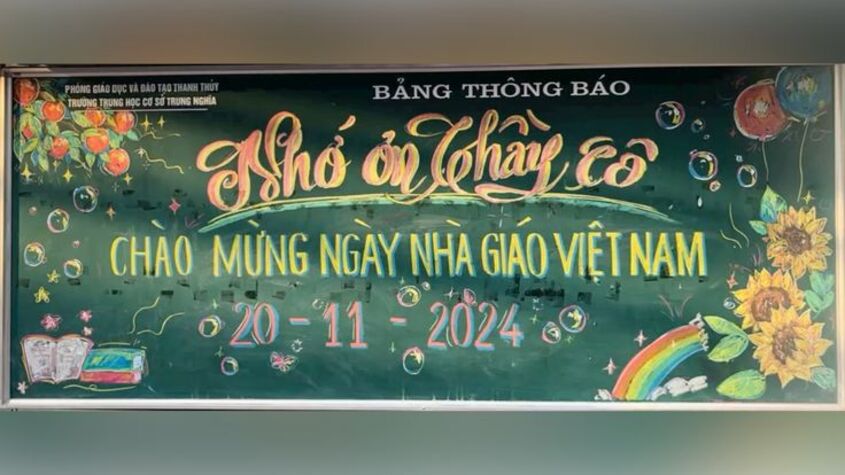 PHÒNG GIÁO DỤC VÀ ĐÀO TẠO THANH THỦY
TRƯỜNG TRUNG HỌC CƠ SỞ TRUNG NGHĨA
BẢNG THÔNG BÁO
Nhớ ơn Thầy Cô
CHÀO MỪNG NGÀY NHÀ GIÁO VIỆT NAM
20 - 11 - 2024